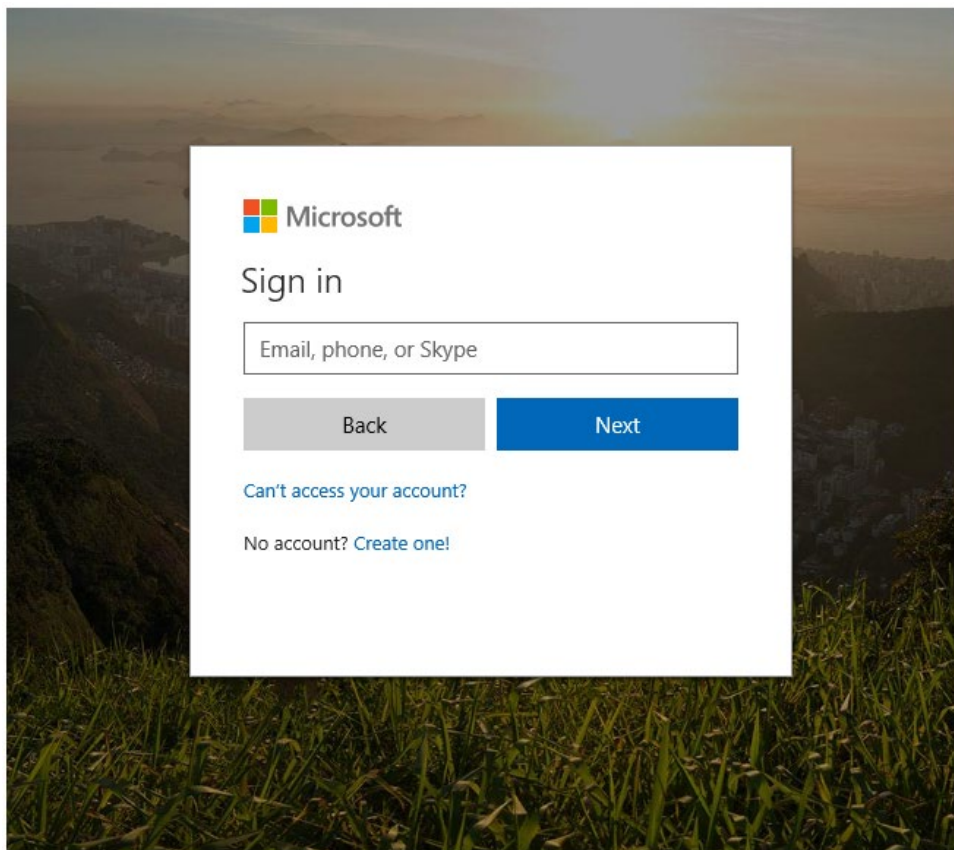 Microsoft
Sign in
Email, phone, or Skype
Back Next
Can't access your account?
No account? Create one!